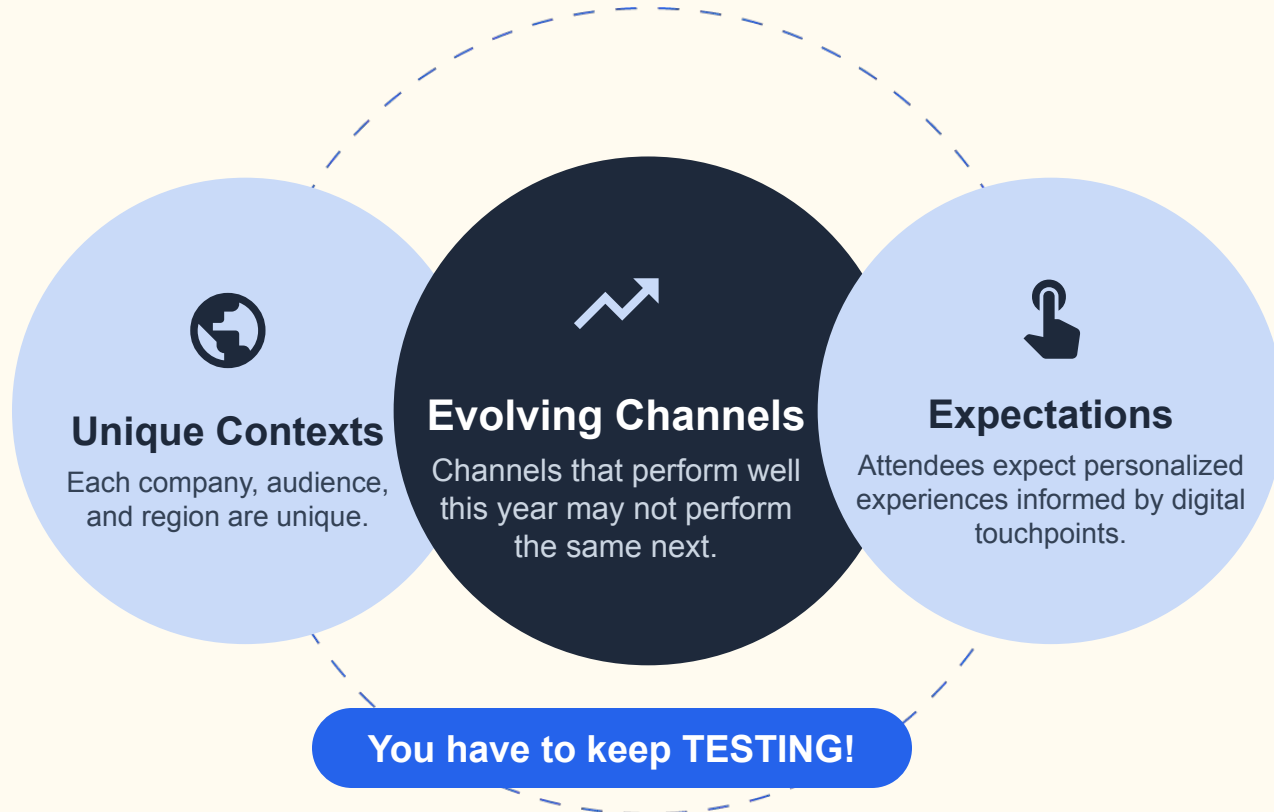 Unique Contexts
Each company, audience,
and region are unique.
Evolving Channels
Channels that perform well
this year may not perform
the same next.
Expectations
Attendees expect personalized
experiences informed by digital
touchpoints.
You have to keep TESTING!